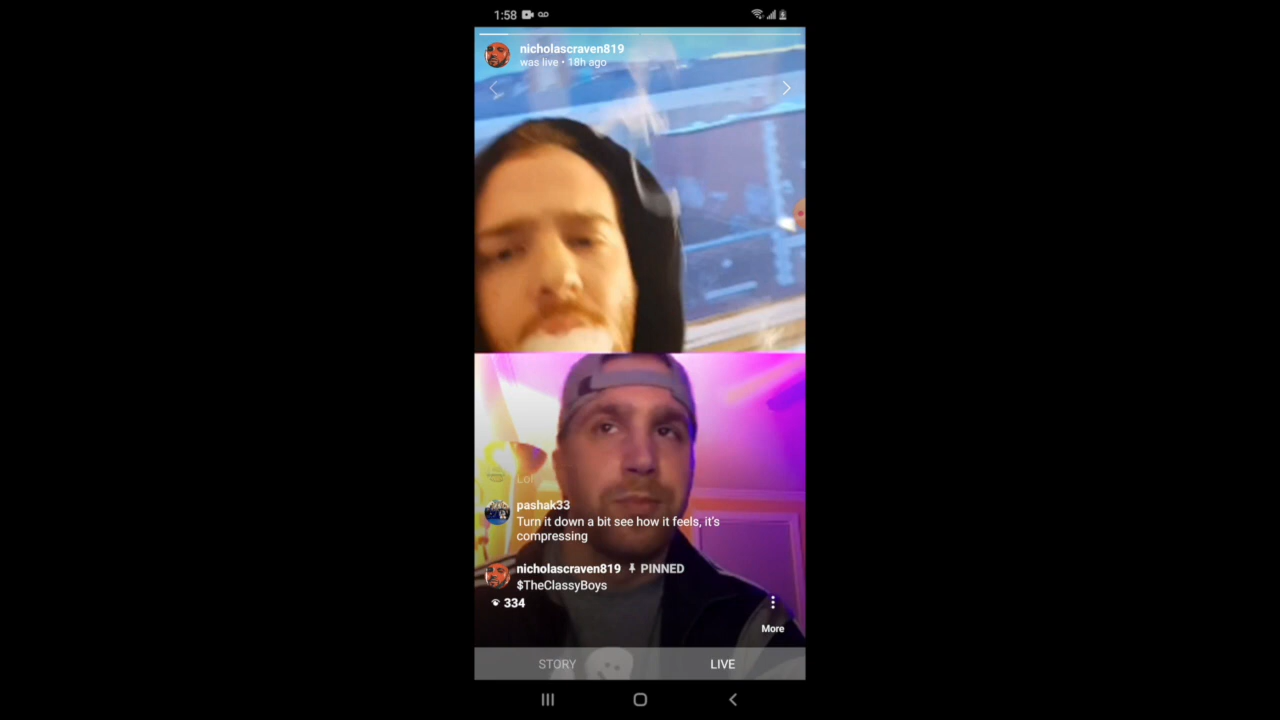 1:58
nicholascraven819
was live • 18h ago
Lol
pashak33
Turn it down a bit see how it feels, it's
compressing
nicholascraven819 PINNED
$TheClassyBoys
334
More
STORY LIVE